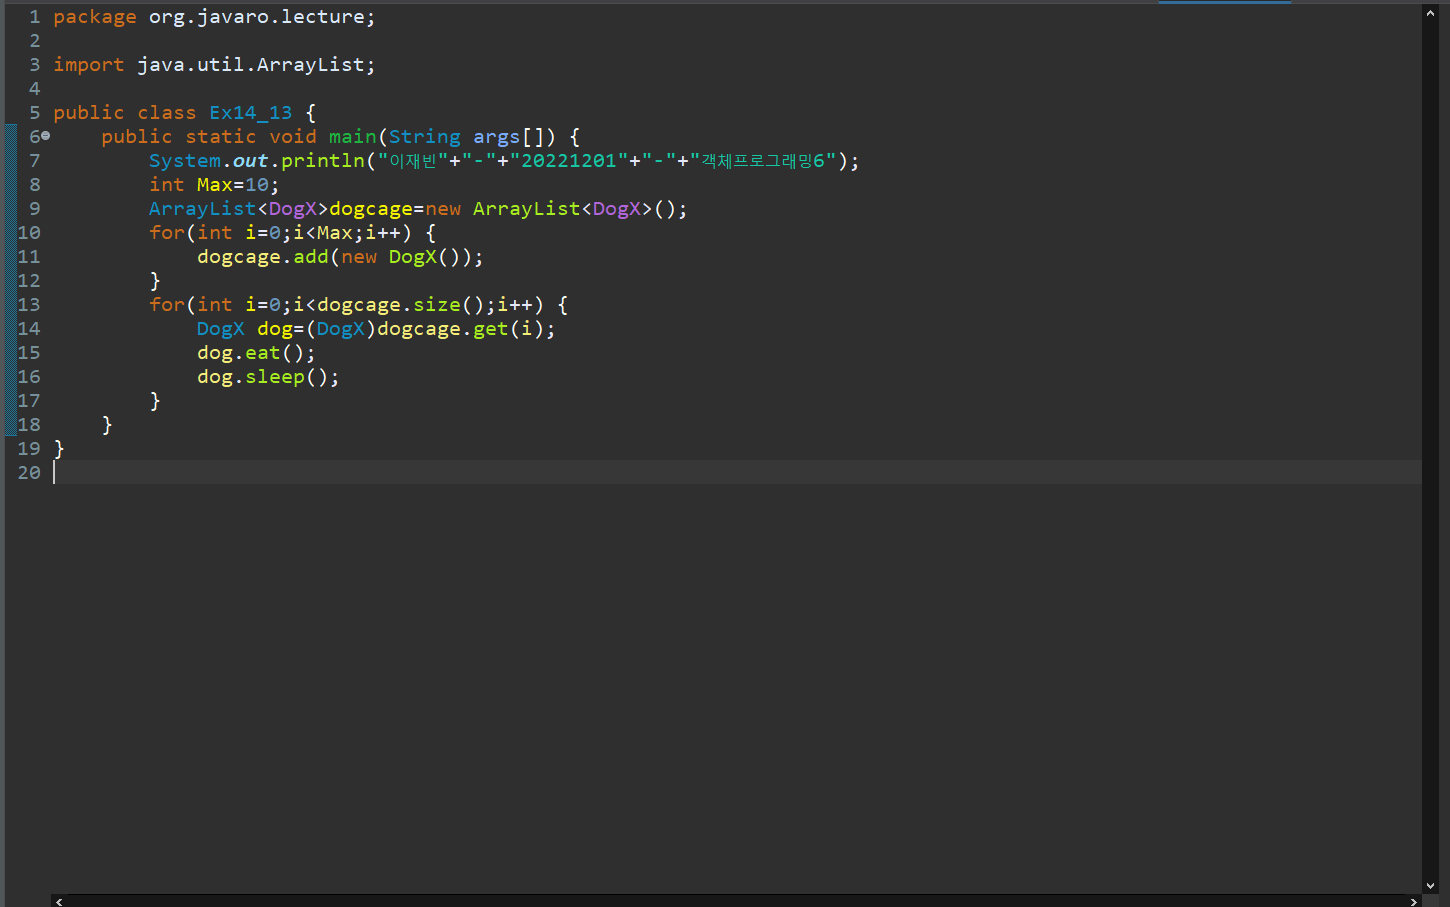 1 package org.javaro.lecture;
2
3 import java.util.ArrayList;
4
5 public class Ex14_13 {
6 public static void main(String args[]) {
7 System.out.println("이재빈"+"-"+"20221201"+"-"+"객체프로그래밍6");
8 int Max=10;
9 ArrayList<DogX>dogcage=new ArrayList<DogX>();
10 for(int i=0;i<Max;i++) {
11 dogcage.add(new DogX());
12 }
13 for(int i=0;i<dogcage.size();i++) {
14 DogX dog=(DogX)dogcage.get(i);
15 dog.eat();
16 dog.sleep();
17 }
18 }
19 }
20